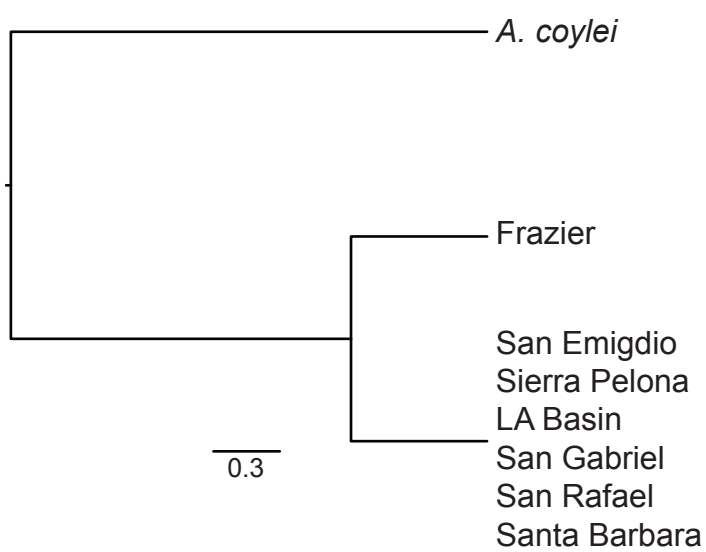 A. coylei
Frazier
San Emigdio
Sierra Pelona
LA Basin
San Gabriel
San Rafael
Santa Barbara
0.3